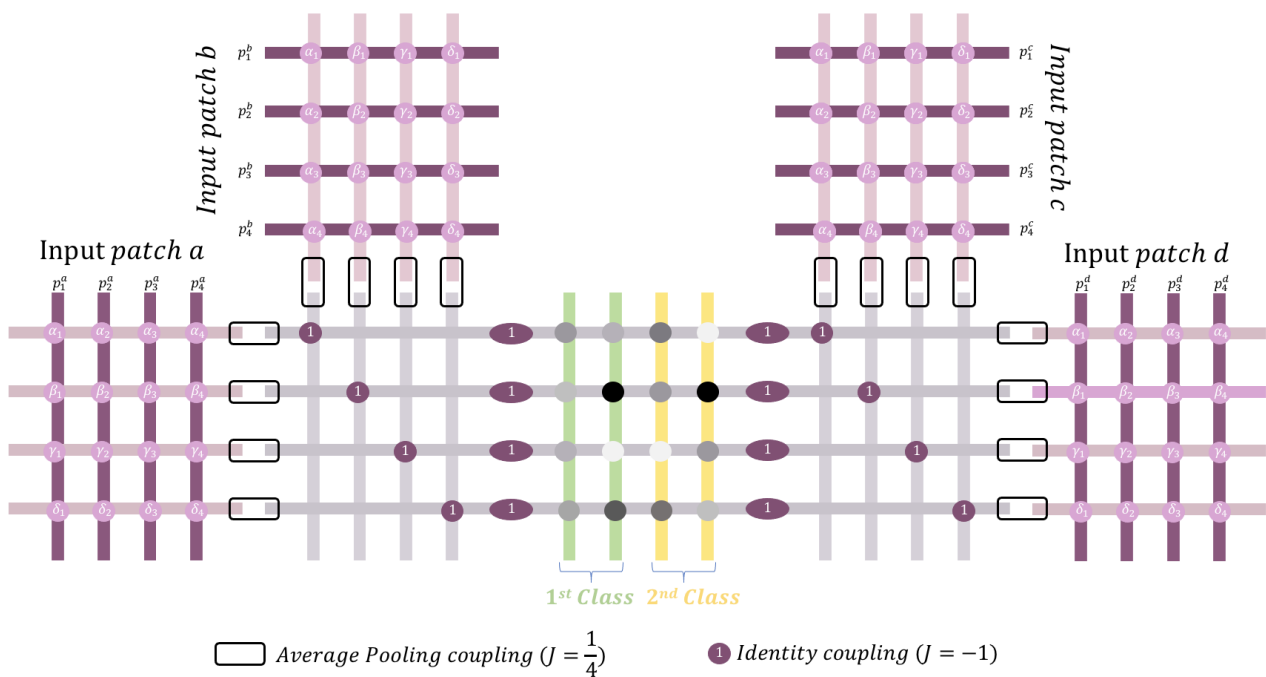 Input patch b
p₁ᵇ α₁ β₁ γ₁ δ₁
p₂ᵇ α₂ β₂ γ₂ δ₂
p₃ᵇ α₃ β₃ γ₃ δ₃
p₄ᵇ α₄ β₄ γ₄ δ₄
α₁ β₁ γ₁ δ₁ p₁ᶜ
α₂ β₂ γ₂ δ₂ p₂ᶜ
α₃ β₃ γ₃ δ₃ p₃ᶜ
α₄ β₄ γ₄ δ₄ p₄ᶜ
Input patch c
Input patch a
p₁ᵃ p₂ᵃ p₃ᵃ p₄ᵃ
Input patch d
p₁ᵈ p₂ᵈ p₃ᵈ p₄ᵈ
α₁ α₂ α₃ α₄ 1 1 1 1 α₁ α₂ α₃ α₄
β₁ β₂ β₃ β₄ 1 1 1 1 β₁ β₂ β₃ β₄
γ₁ γ₂ γ₃ γ₄ 1 1 1 1 γ₁ γ₂ γ₃ γ₄
δ₁ δ₂ δ₃ δ₄ 1 1 1 1 δ₁ δ₂ δ₃ δ₄
1ˢᵗ Class 2ⁿᵈ Class
Average Pooling coupling (J = 1/4)
1 Identity coupling (J = −1)